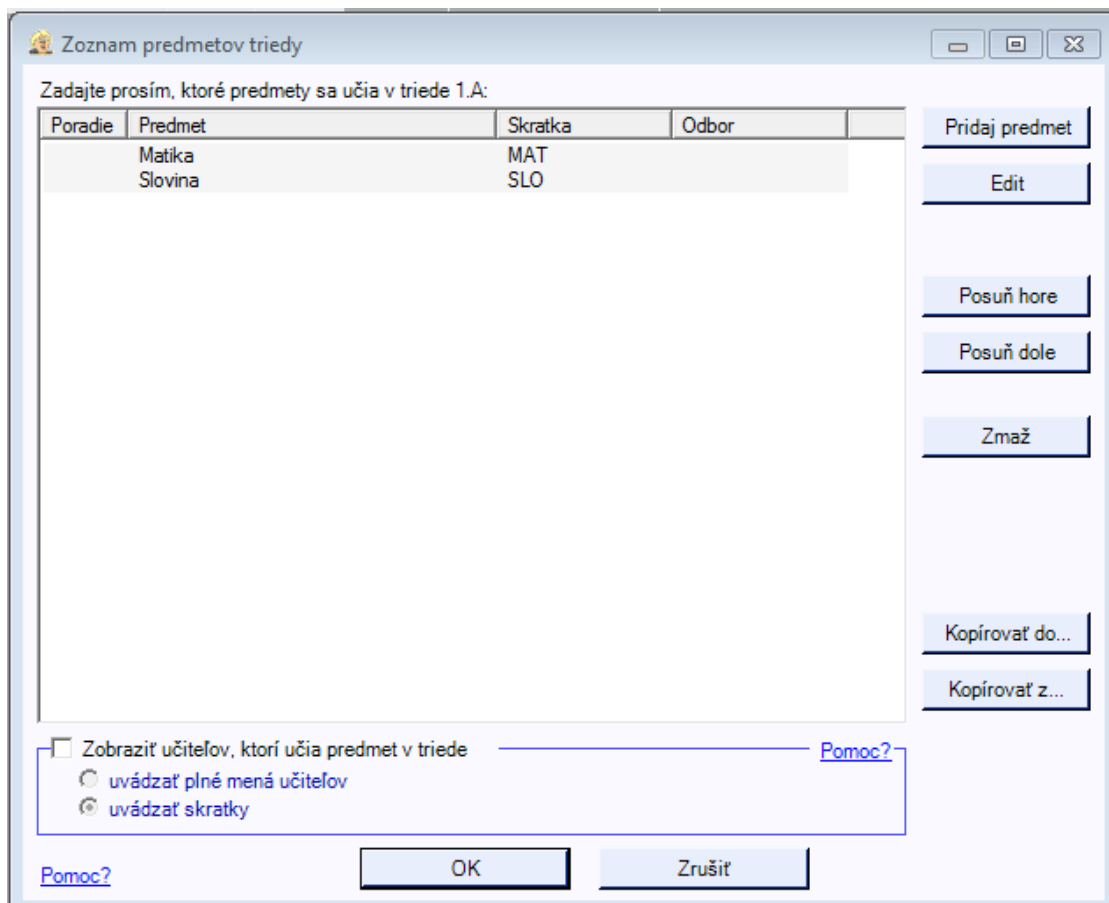 Zoznam predmetov triedy
Zadajte prosím, ktoré predmety sa učia v triede 1.A:
Poradie Predmet Skratka Odbor
Matika MAT
Slovina SLO
Pridaj predmet
Edit
Posuň hore
Posuň dole
Zmaž
Kopírovať do...
Kopírovať z...
Zobraziť učiteľov, ktorí učia predmet v triede Pomoc?
uvádzať plné mená učiteľov
uvádzať skratky
Pomoc? OK Zrušiť